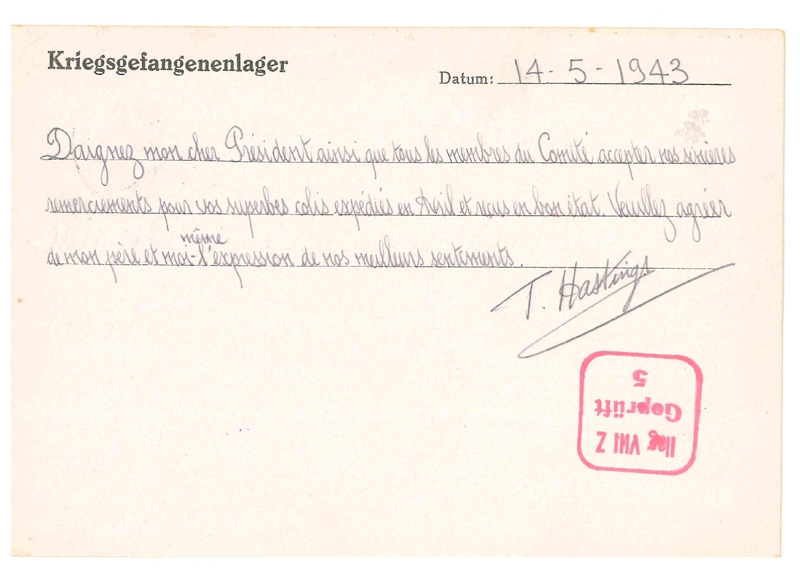 Kriegsgefangenenlager
Datum: 14-5-1943
Daignez mon cher Président ainsi que tous les membres du Comité accepter nos sincères
remerciements pour vos superbes colis expédiés en Avril et reçus en bon état. Veuillez agréer
de mon père et moi-même l'expression de nos meilleurs sentiments.
T. Hastings
Ilag VIII Z
Geprüft
5